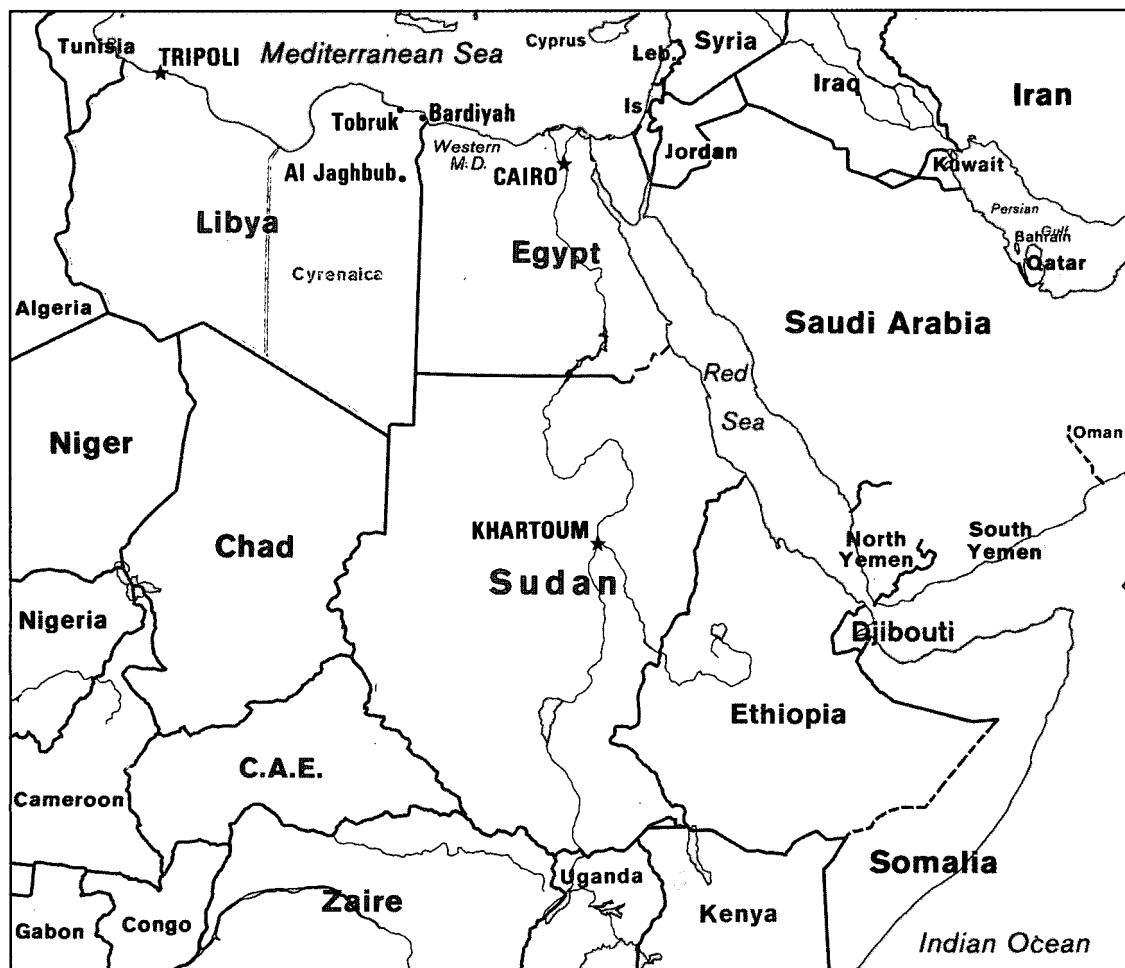 Tunisia
TRIPOLI
Mediterranean Sea
Cyprus
Leb.
Syria
Iraq
Iran
Is
Tobruk
Bardiyah
Western
M.D.
CAIRO
Jordan
Kuwait
Al Jaghbub
Libya
Egypt
Persian
Gulf
Bahrain
Qatar
Cyrenaica
Algeria
Saudi Arabia
Red
Sea
Niger
Oman
Chad
KHARTOUM
Sudan
North
Yemen
South
Yemen
Nigeria
Djibouti
Ethiopia
C.A.E.
Cameroon
Somalia
Uganda
Zaire
Kenya
Gabon
Congo
Indian Ocean